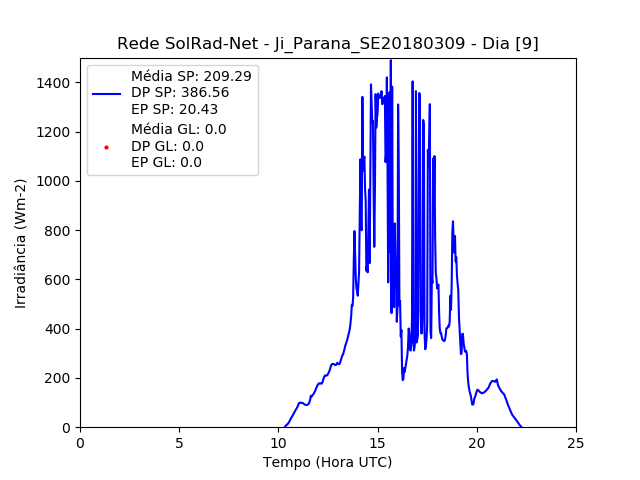 Rede SolRad-Net - Ji_Parana_SE20180309 - Dia [9]
Média SP: 209.29
DP SP: 386.56
EP SP: 20.43
Média GL: 0.0
DP GL: 0.0
EP GL: 0.0
Irradiância (Wm-2)
1400
1200
1000
800
600
400
200
0
0 5 10 15 20 25
Tempo (Hora UTC)